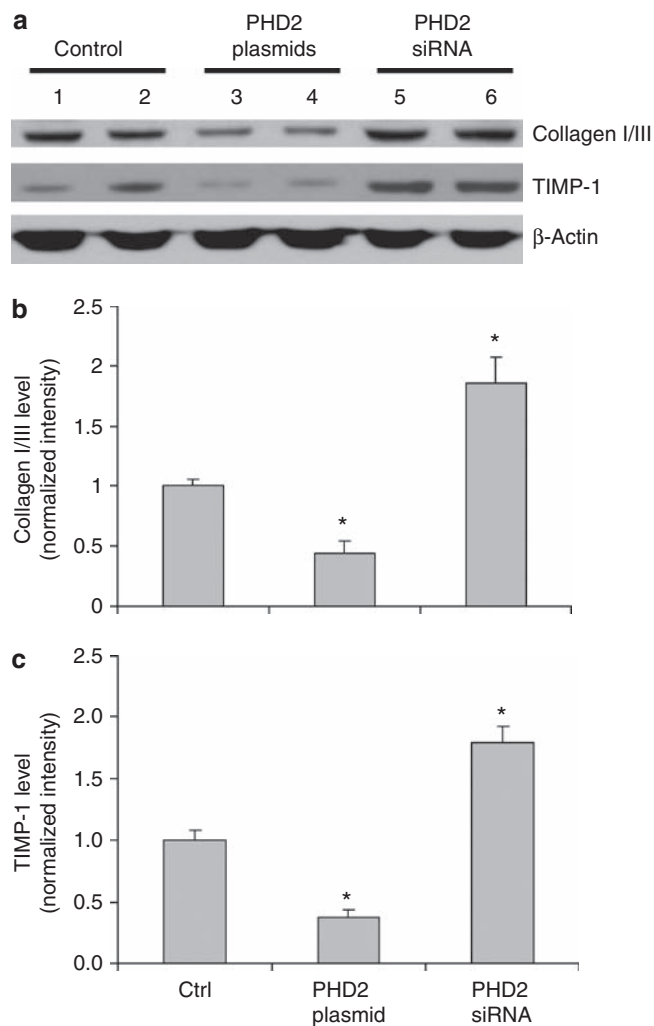 a
Control
PHD2
plasmids
PHD2
siRNA
1 2 3 4 5 6
Collagen I/III
TIMP-1
β-Actin
b
Collagen I/III level
(normalized intensity)
2.5
2
1.5
1
0.5
0
*
*
c
TIMP-1 level
(normalized intensity)
2.5
2.0
1.5
1.0
0.5
0.0
*
*
Ctrl
PHD2
plasmid
PHD2
siRNA